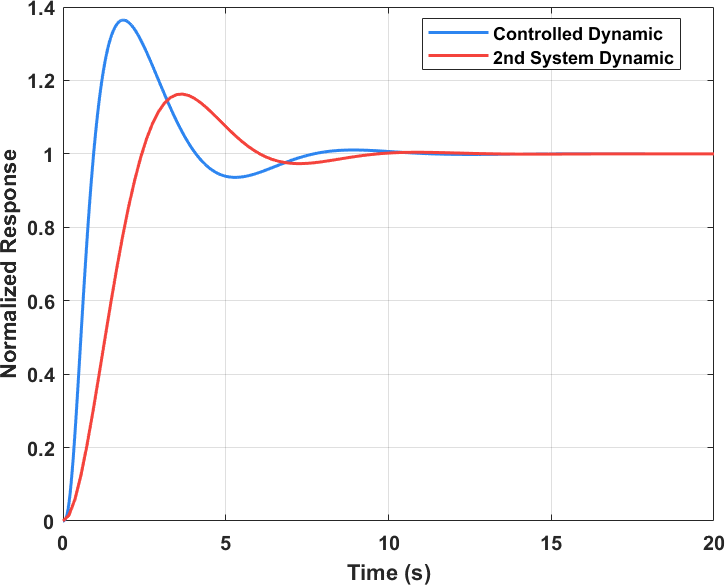 1.4
1.2
1
0.8
0.6
0.4
0.2
0
Normalized Response
Controlled Dynamic
2nd System Dynamic
0 5 10 15 20
Time (s)